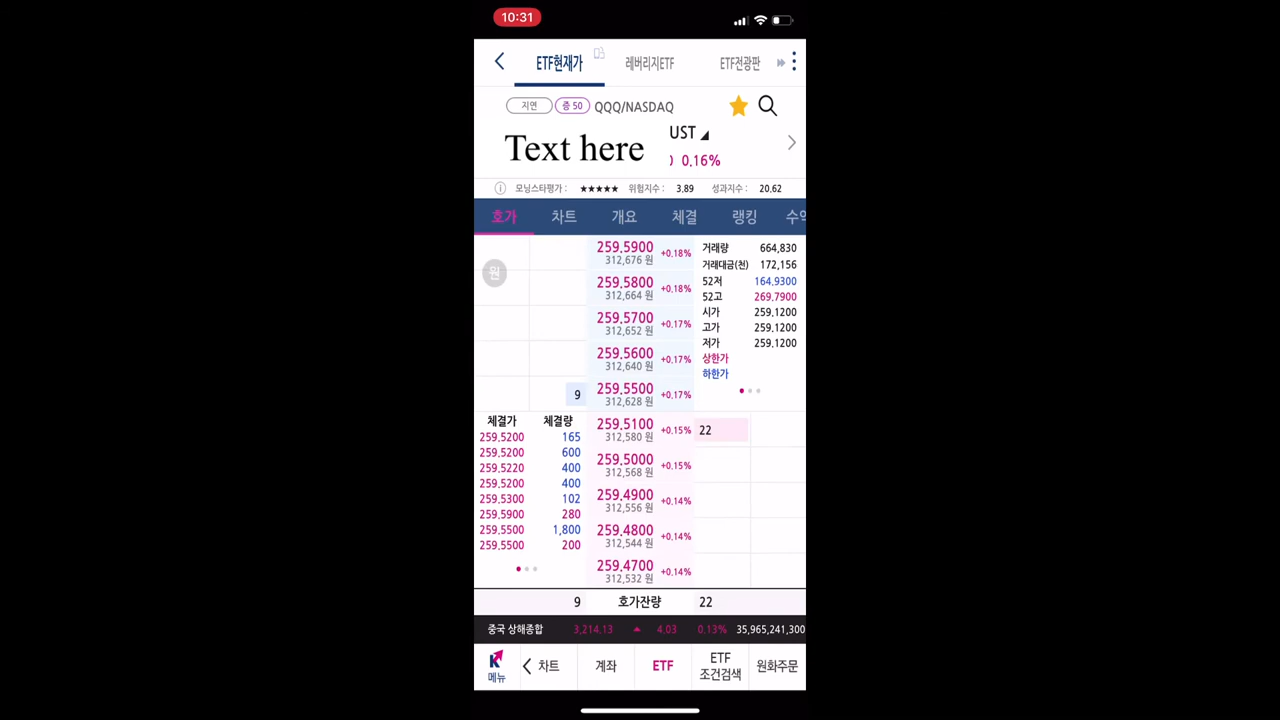 10:31
ETF현재가 레버리지ETF ETF전광판
지연 증 50 QQQ/NASDAQ
UST
Text here
0.16%
모닝스타평가 : ★★★★★ 위험지수 : 3.89 성과지수 : 20.62
호가 차트 개요 체결 랭킹 수익
원
259.5900 +0.18%
312,676 원
259.5800 +0.18%
312,664 원
259.5700 +0.17%
312,652 원
259.5600 +0.17%
312,640 원
9 259.5500 +0.17%
312,628 원
거래량 664,830
거래대금(천) 172,156
52저 164.9300
52고 269.7900
시가 259.1200
고가 259.1200
저가 259.1200
상한가
하한가
체결가 체결량
259.5200 165
259.5200 600
259.5220 400
259.5200 400
259.5300 102
259.5900 280
259.5500 1,800
259.5500 200
259.5100 +0.15% 22
312,580 원
259.5000 +0.15%
312,568 원
259.4900 +0.14%
312,556 원
259.4800 +0.14%
312,544 원
259.4700 +0.14%
312,532 원
9 호가잔량 22
중국 상해종합 3,214.13 ▲ 4.03 0.13% 35,965,241,300
메뉴 차트 계좌 ETF ETF 조건검색 원화주문